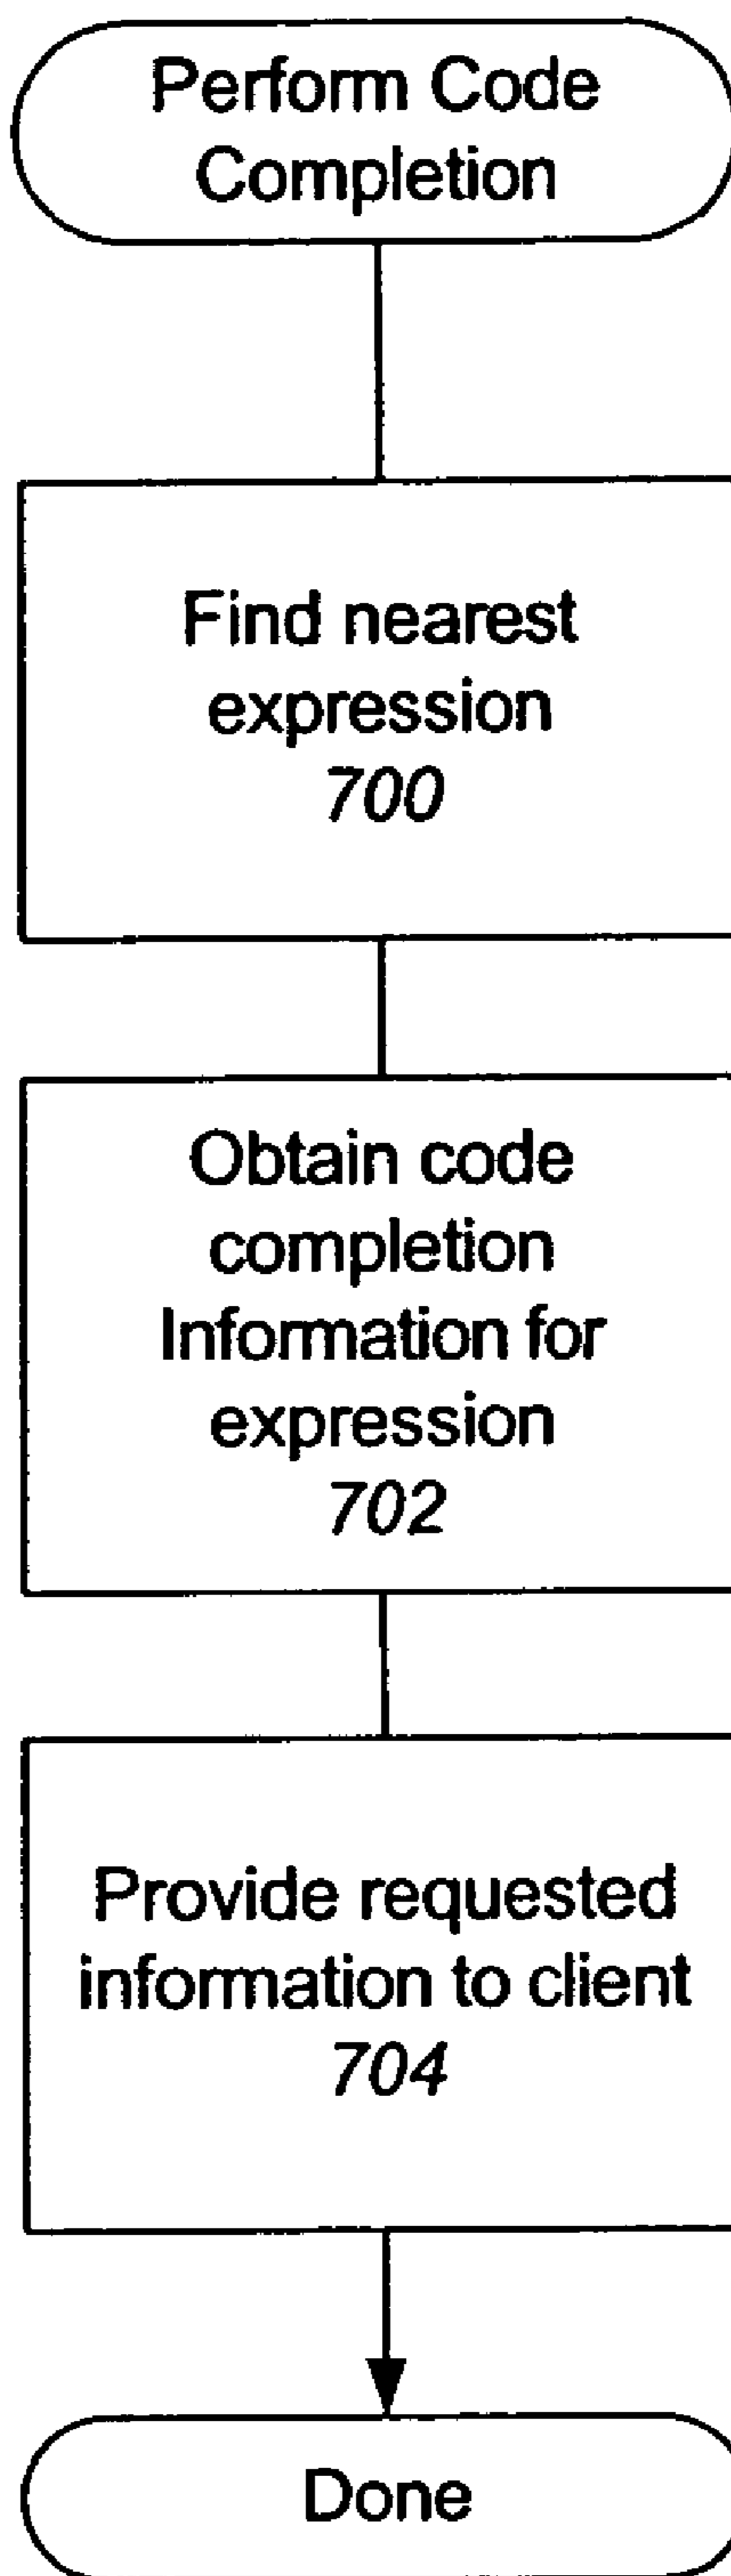 Perform Code
Completion
Find nearest
expression
700
Obtain code
completion
Information for
expression
702
Provide requested
information to client
704
Done